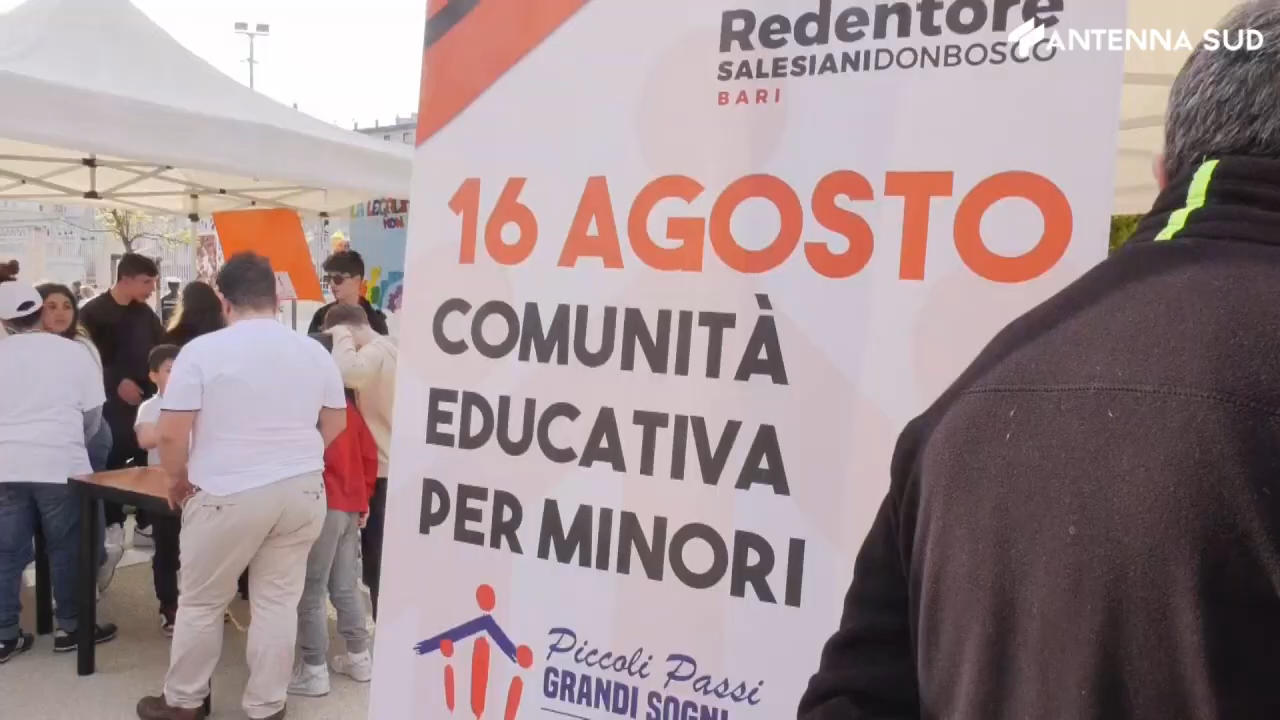 Redentore
ANTENNA SUD
SALESIANIDONBOSCO
BARI
16 AGOSTO
COMUNITÀ
EDUCATIVA
PER MINORI
Piccoli Passi
GRANDI SOGNI